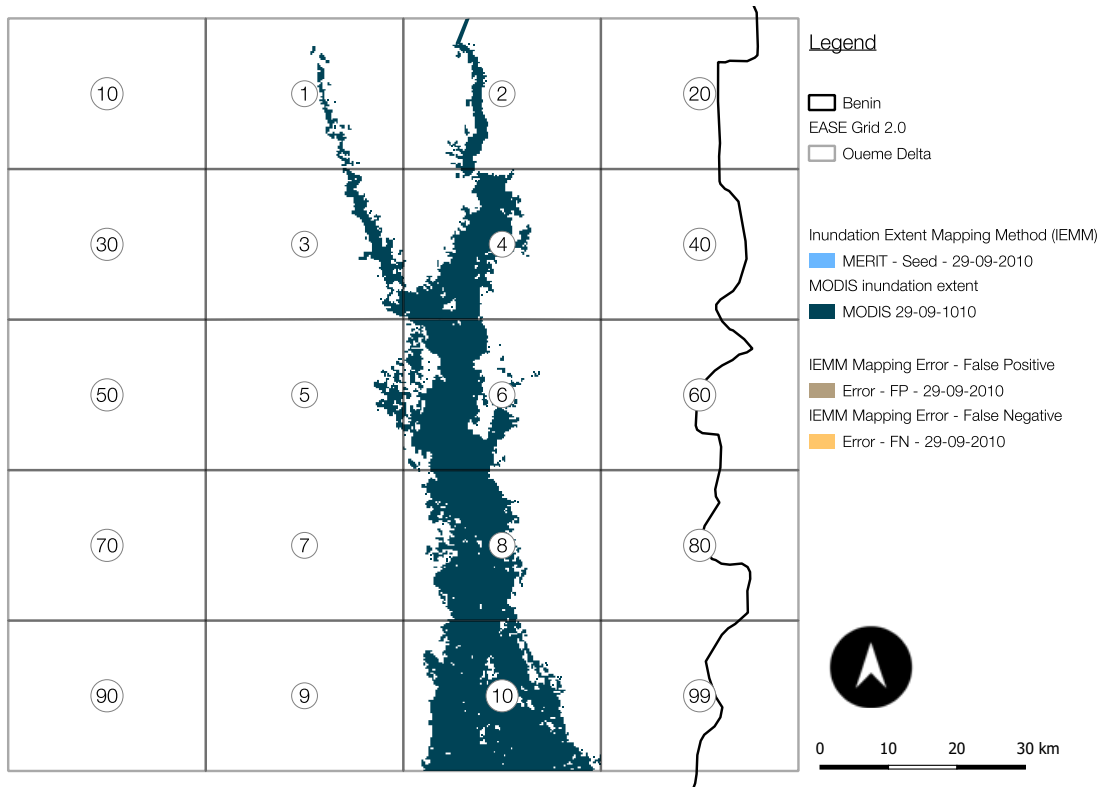 Legend
10
1
2
20
Benin
EASE Grid 2.0
Oueme Delta
30
3
4
40
Inundation Extent Mapping Method (IEMM)
MERIT - Seed - 29-09-2010
MODIS inundation extent
MODIS 29-09-1010
50
5
6
60
IEMM Mapping Error - False Positive
Error - FP - 29-09-2010
IEMM Mapping Error - False Negative
Error - FN - 29-09-2010
70
7
8
80
90
9
10
99
0 10 20 30 km